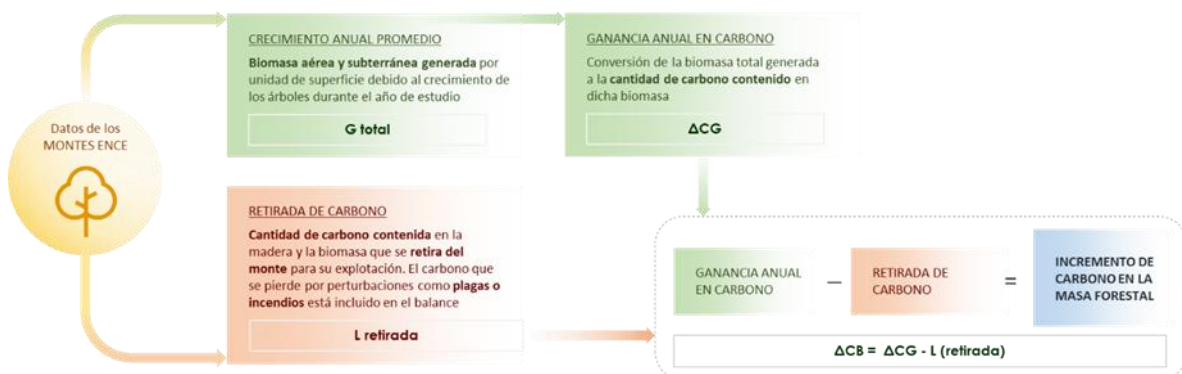 Datos de los
MONTES ENCE
CRECIMIENTO ANUAL PROMEDIO
Biomasa aérea y subterránea generada por
unidad de superficie debido al crecimiento de
los árboles durante el año de estudio
G total
GANANCIA ANUAL EN CARBONO
Conversión de la biomasa total generada
a la cantidad de carbono contenido en
dicha biomasa
ΔCG
RETIRADA DE CARBONO
Cantidad de carbono contenida en la
madera y la biomasa que se retira del
monte para su explotación. El carbono que
se pierde por perturbaciones como plagas o
incendios está incluido en el balance
L retirada
GANANCIA ANUAL
EN CARBONO
—
RETIRADA DE
CARBONO
=
INCREMENTO DE
CARBONO EN LA
MASA FORESTAL
ΔCB = ΔCG - L (retirada)